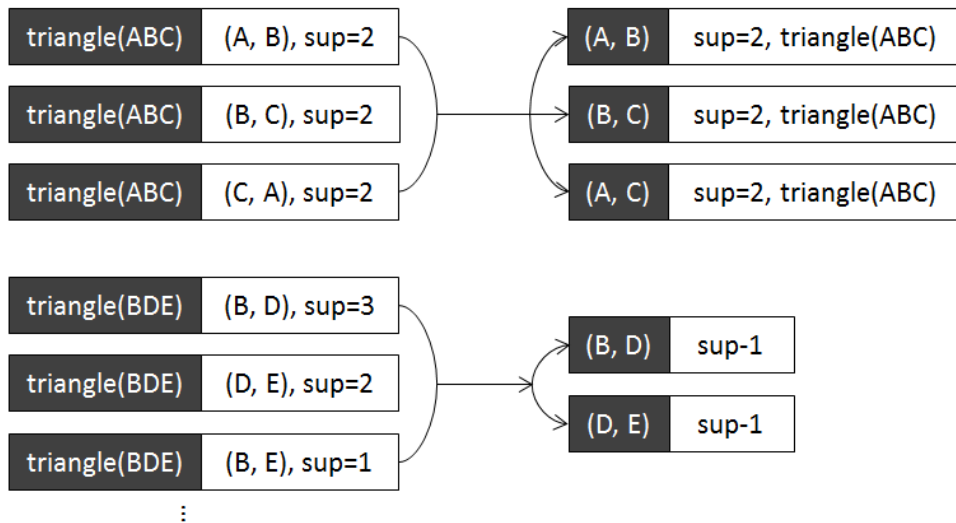 triangle(ABC) (A, B), sup=2 (A, B) sup=2, triangle(ABC)
triangle(ABC) (B, C), sup=2 (B, C) sup=2, triangle(ABC)
triangle(ABC) (C, A), sup=2 (A, C) sup=2, triangle(ABC)
triangle(BDE) (B, D), sup=3
(B, D) sup-1
triangle(BDE) (D, E), sup=2
(D, E) sup-1
triangle(BDE) (B, E), sup=1
⋮